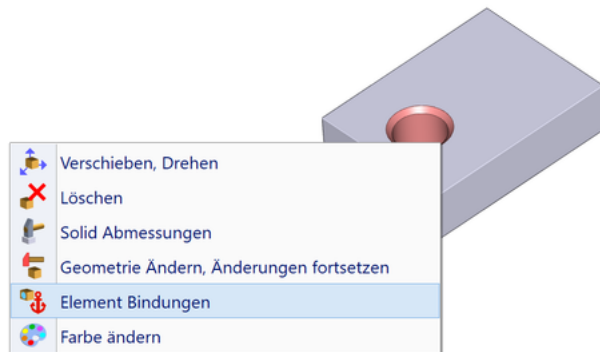 Verschieben, Drehen
Löschen
Solid Abmessungen
Geometrie Ändern, Änderungen fortsetzen
Element Bindungen
Farbe ändern